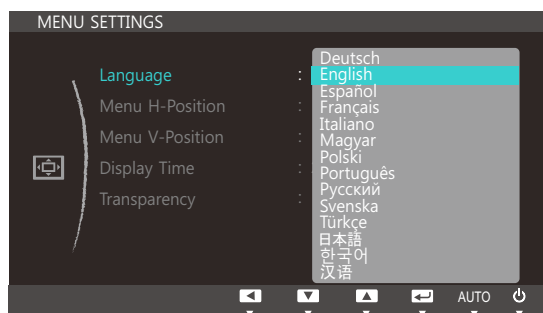 MENU SETTINGS
Language :
Menu H-Position :
Menu V-Position :
Display Time :
Transparency :
Deutsch
English
Español
Français
Italiano
Magyar
Polski
Português
Русский
Svenska
Türkçe
日本語
한국어
汉语
AUTO